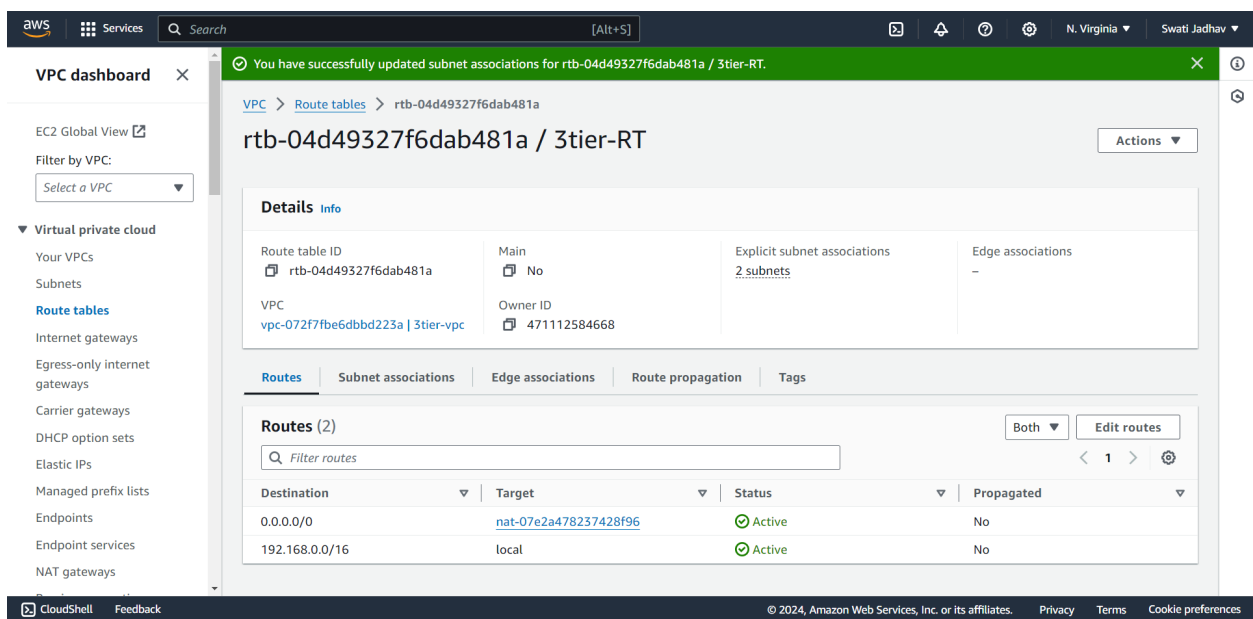 aws Services Search [Alt+S] N. Virginia ▼ Swati Jadhav ▼
VPC dashboard
EC2 Global View
Filter by VPC:
Select a VPC
Virtual private cloud
Your VPCs
Subnets
Route tables
Internet gateways
Egress-only internet
gateways
Carrier gateways
DHCP option sets
Elastic IPs
Managed prefix lists
Endpoints
Endpoint services
NAT gateways
You have successfully updated subnet associations for rtb-04d49327f6dab481a / 3tier-RT.
VPC > Route tables > rtb-04d49327f6dab481a
rtb-04d49327f6dab481a / 3tier-RT
Actions ▼
Details Info
Route table ID
rtb-04d49327f6dab481a
Main
No
Explicit subnet associations
2 subnets
Edge associations
–
VPC
vpc-072f7fbe6dbbd223a | 3tier-vpc
Owner ID
471112584668
Routes Subnet associations Edge associations Route propagation Tags
Routes (2)
Both ▼ Edit routes
Filter routes
< 1 >
Destination Target Status Propagated
0.0.0.0/0 nat-07e2a478237428f96 Active No
192.168.0.0/16 local Active No
CloudShell Feedback © 2024, Amazon Web Services, Inc. or its affiliates. Privacy Terms Cookie preferences